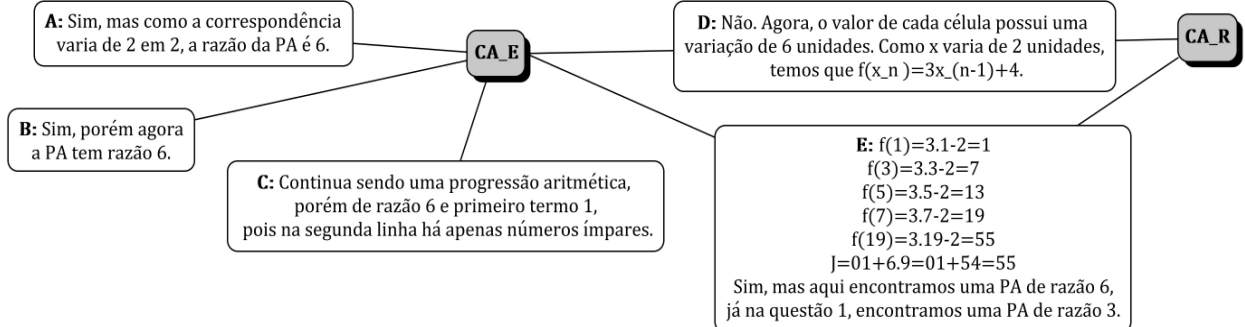 A: Sim, mas como a correspondência
varia de 2 em 2, a razão da PA é 6.
CA_E
D: Não. Agora, o valor de cada célula possui uma
variação de 6 unidades. Como x varia de 2 unidades,
temos que f(x_n )=3x_(n-1)+4.
CA_R
B: Sim, porém agora
a PA tem razão 6.
C: Continua sendo uma progressão aritmética,
porém de razão 6 e primeiro termo 1,
pois na segunda linha há apenas números ímpares.
E: f(1)=3.1-2=1
f(3)=3.3-2=7
f(5)=3.5-2=13
f(7)=3.7-2=19
f(19)=3.19-2=55
J=01+6.9=01+54=55
Sim, mas aqui encontramos uma PA de razão 6,
já na questão 1, encontramos uma PA de razão 3.